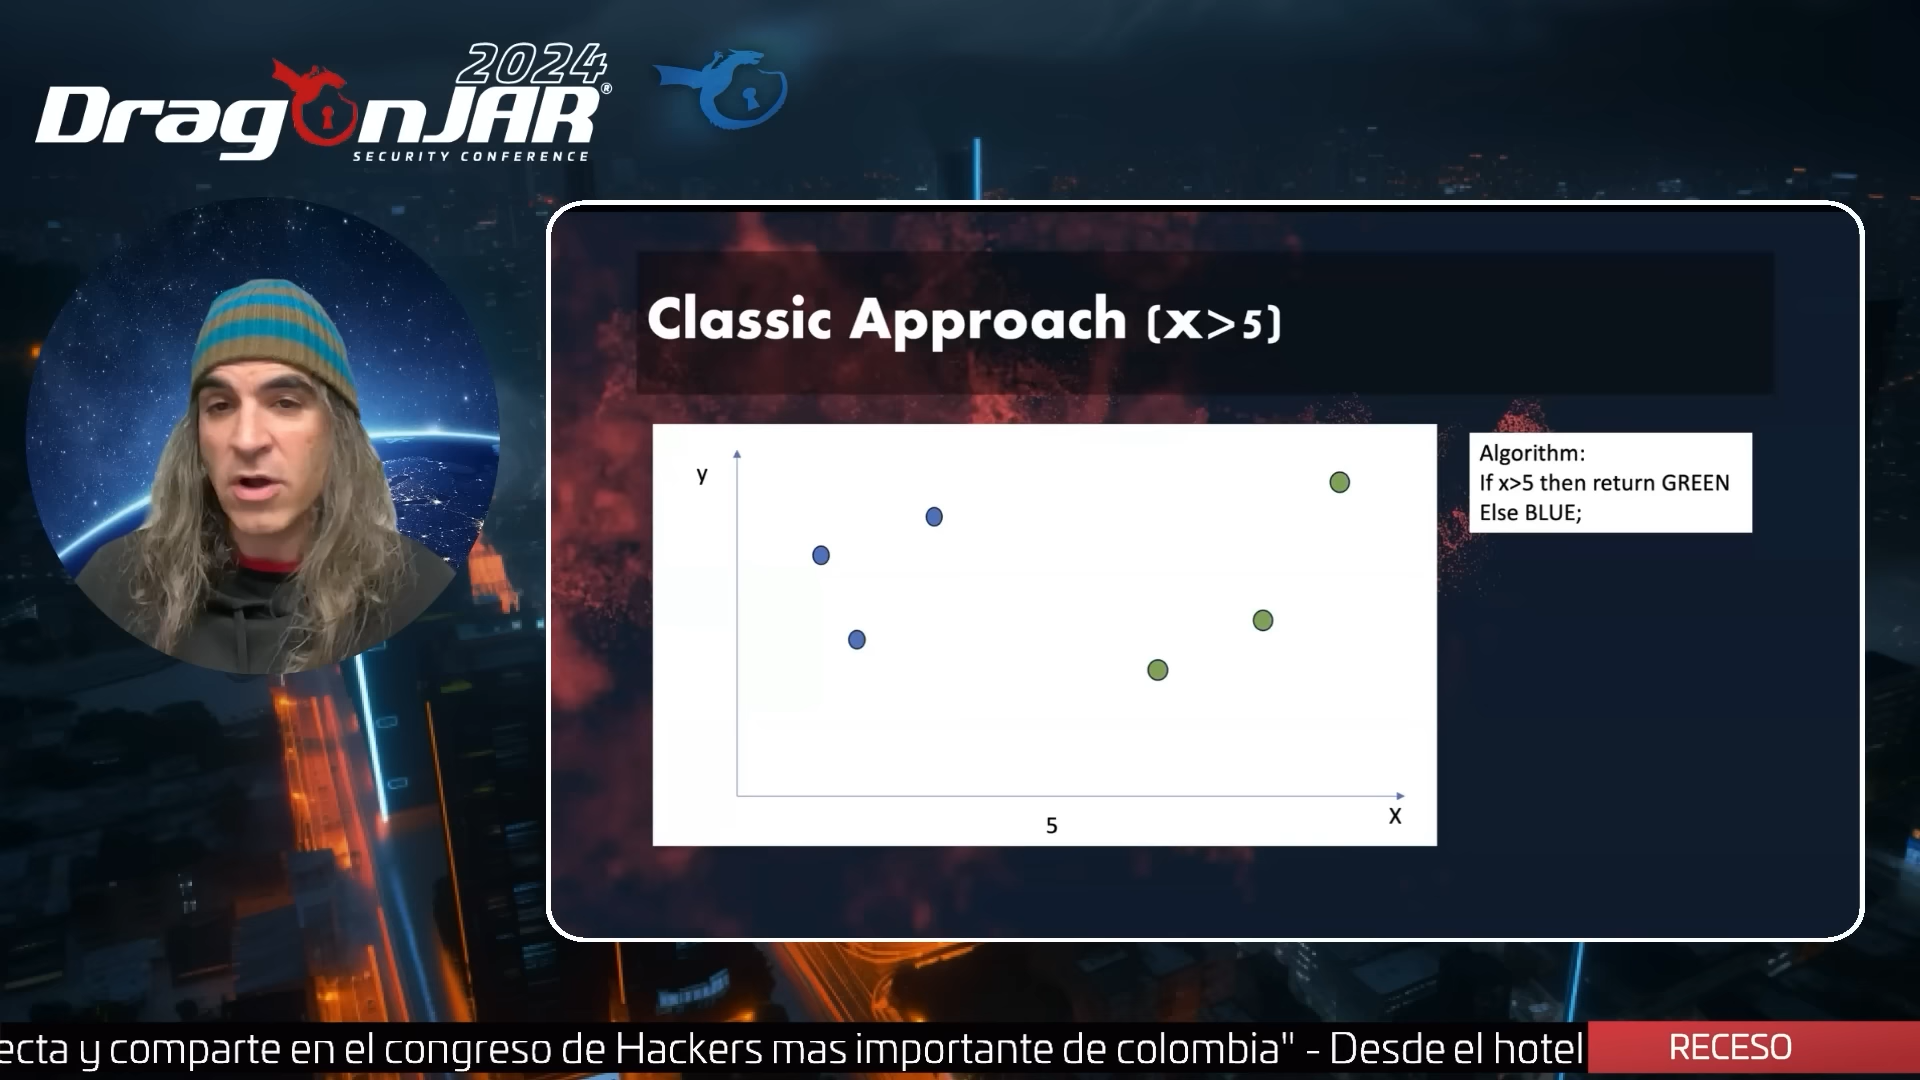 2024
DragonJAR®
SECURITY CONFERENCE
Classic Approach (x>5)
y
5
X
Algorithm:
If x>5 then return GREEN
Else BLUE;
ecta y comparte en el congreso de Hackers mas importante de colombia" - Desde el hotel
RECESO